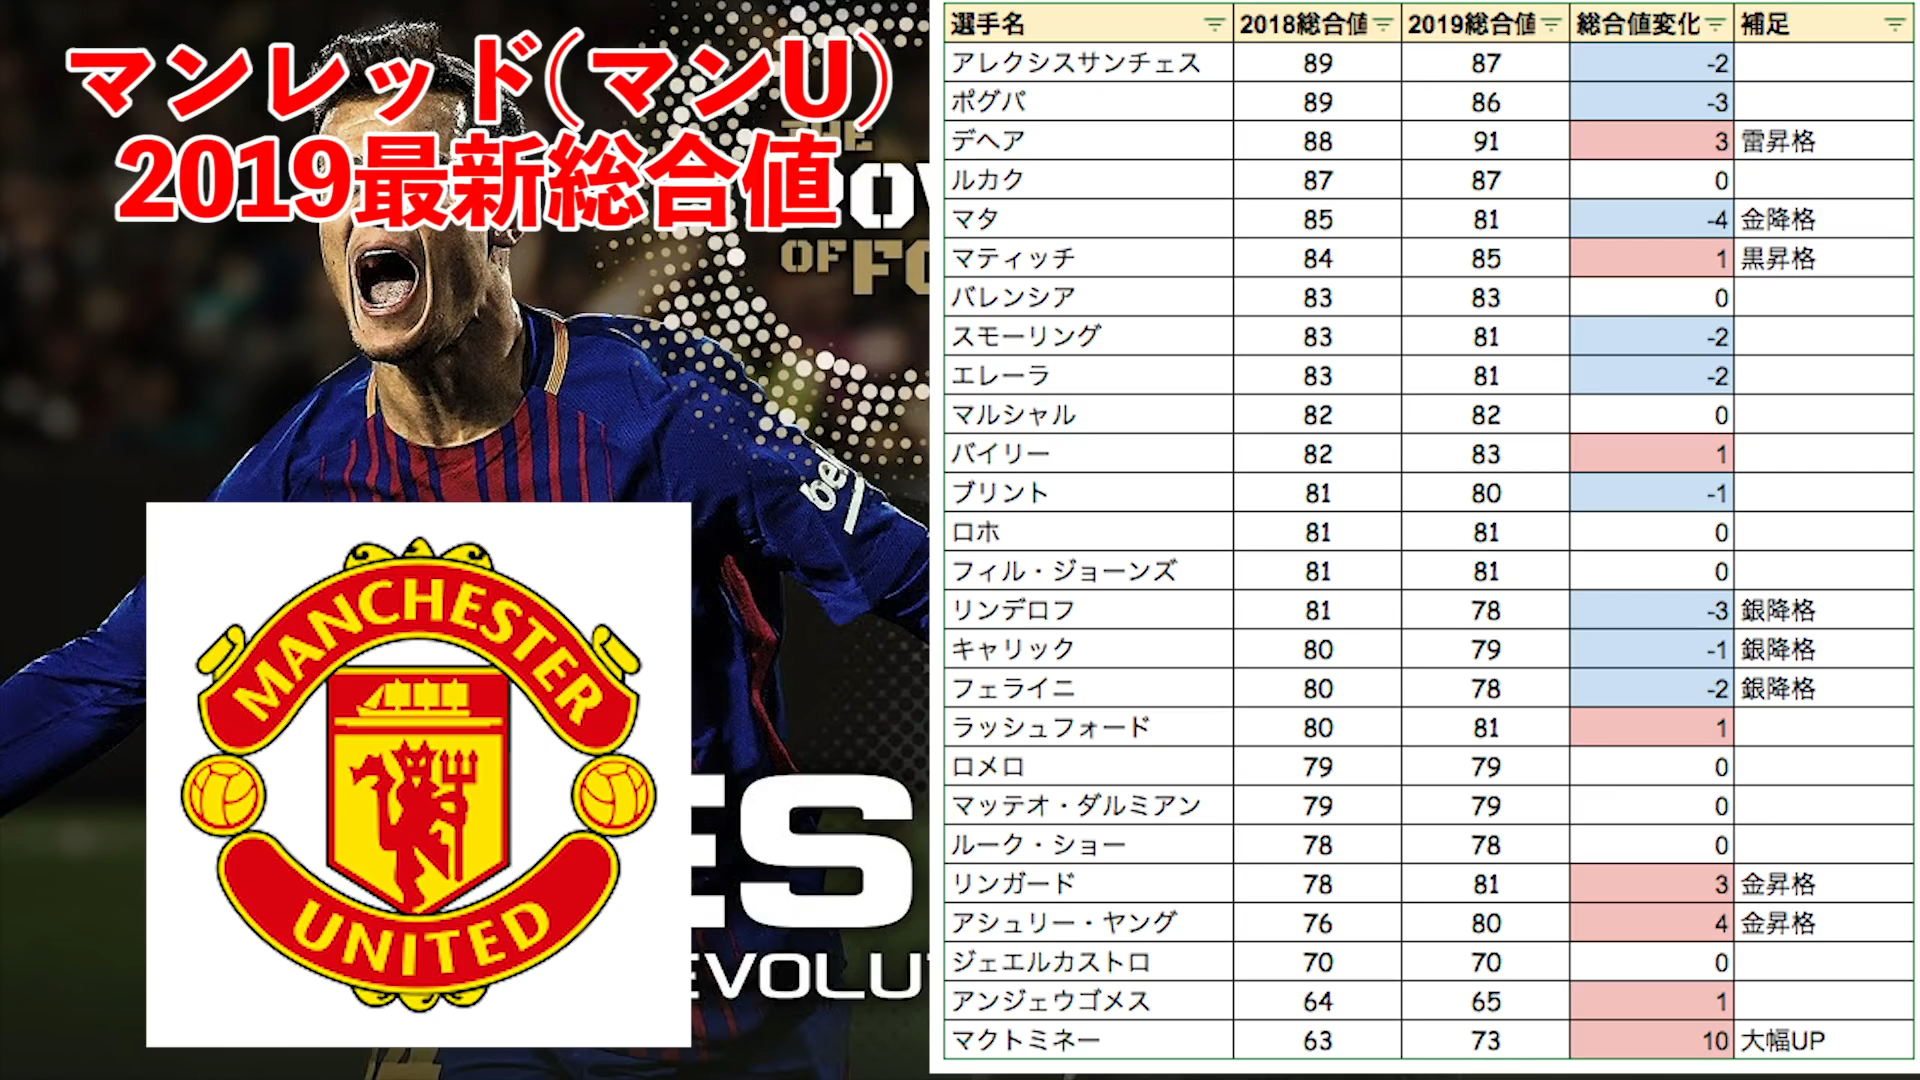 マンレッド(マンU)
2019最新総合値
THE
POW
OF FO
beko
MANCHESTER
UNITED
ES
EVOLU
選手名 2018総合値 2019総合値 総合値変化 補足
アレクシスサンチェス 89 87 -2
ポグバ 89 86 -3
デヘア 88 91 3 雷昇格
ルカク 87 87 0
マタ 85 81 -4 金降格
マティッチ 84 85 1 黒昇格
バレンシア 83 83 0
スモーリング 83 81 -2
エレーラ 83 81 -2
マルシャル 82 82 0
バイリー 82 83 1
ブリント 81 80 -1
ロホ 81 81 0
フィル・ジョーンズ 81 81 0
リンデロフ 81 78 -3 銀降格
キャリック 80 79 -1 銀降格
フェライニ 80 78 -2 銀降格
ラッシュフォード 80 81 1
ロメロ 79 79 0
マッテオ・ダルミアン 79 79 0
ルーク・ショー 78 78 0
リンガード 78 81 3 金昇格
アシュリー・ヤング 76 80 4 金昇格
ジェエルカストロ 70 70 0
アンジェウゴメス 64 65 1
マクトミネー 63 73 10 大幅UP